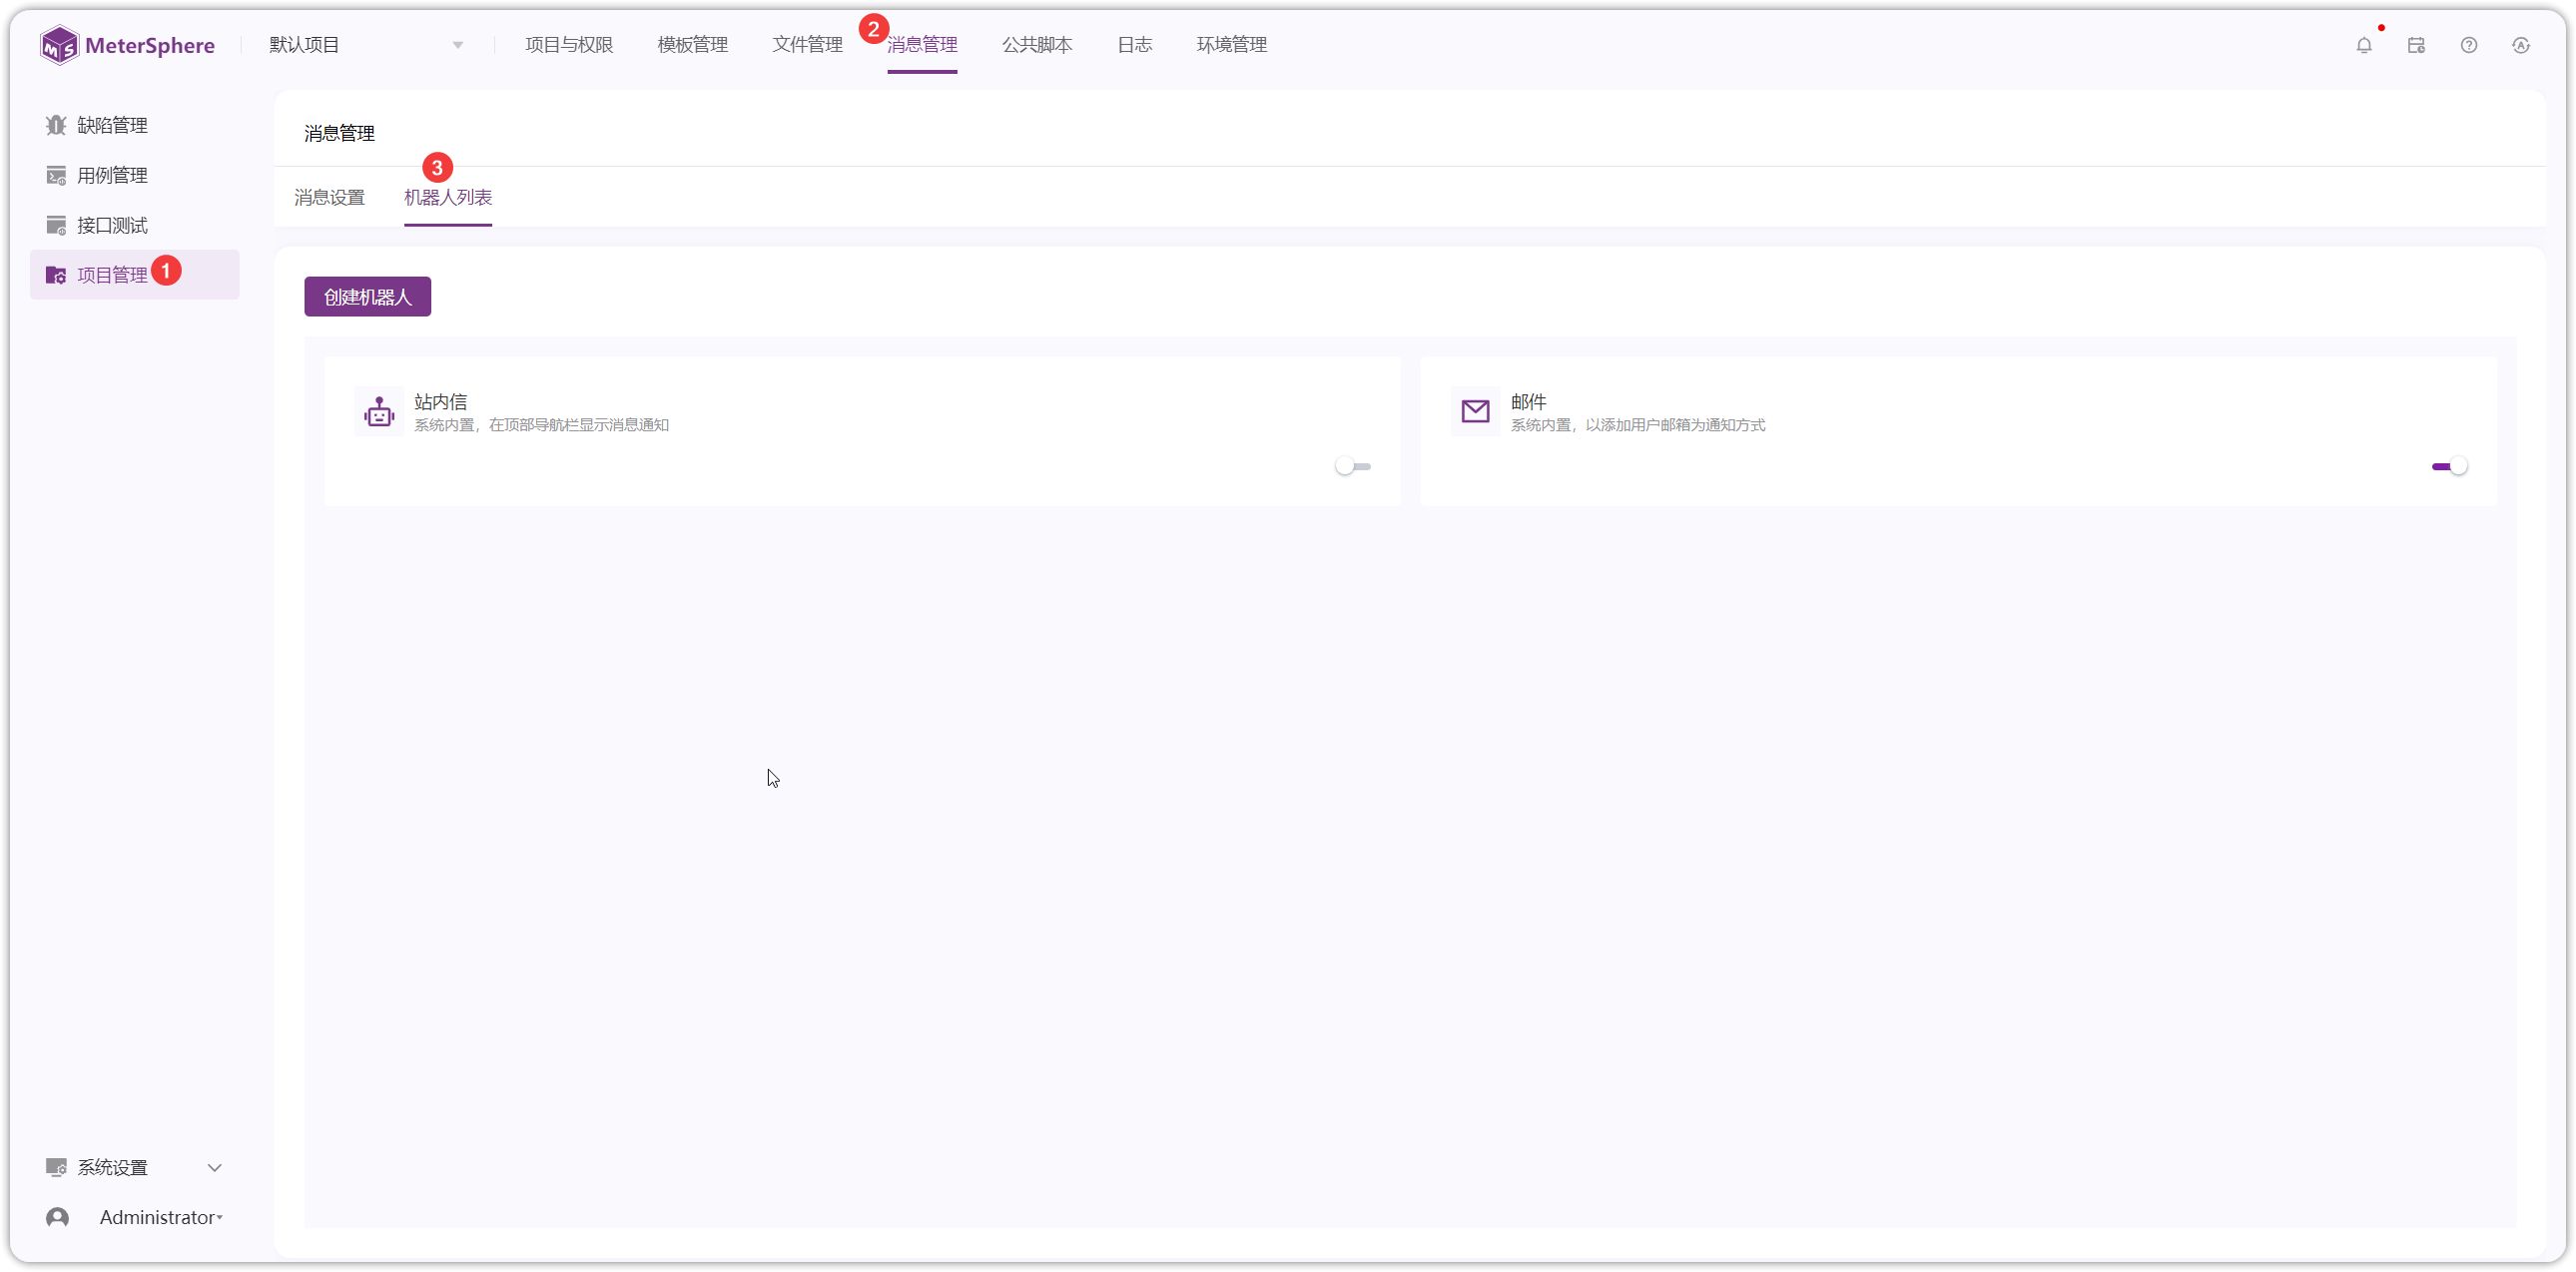 MeterSphere
默认项目
项目与权限
模板管理
文件管理
2
消息管理
公共脚本
日志
环境管理
缺陷管理
用例管理
接口测试
项目管理 1
消息管理
3
消息设置
机器人列表
创建机器人
站内信
系统内置，在顶部导航栏显示消息通知
邮件
系统内置，以添加用户邮箱为通知方式
系统设置
Administrator